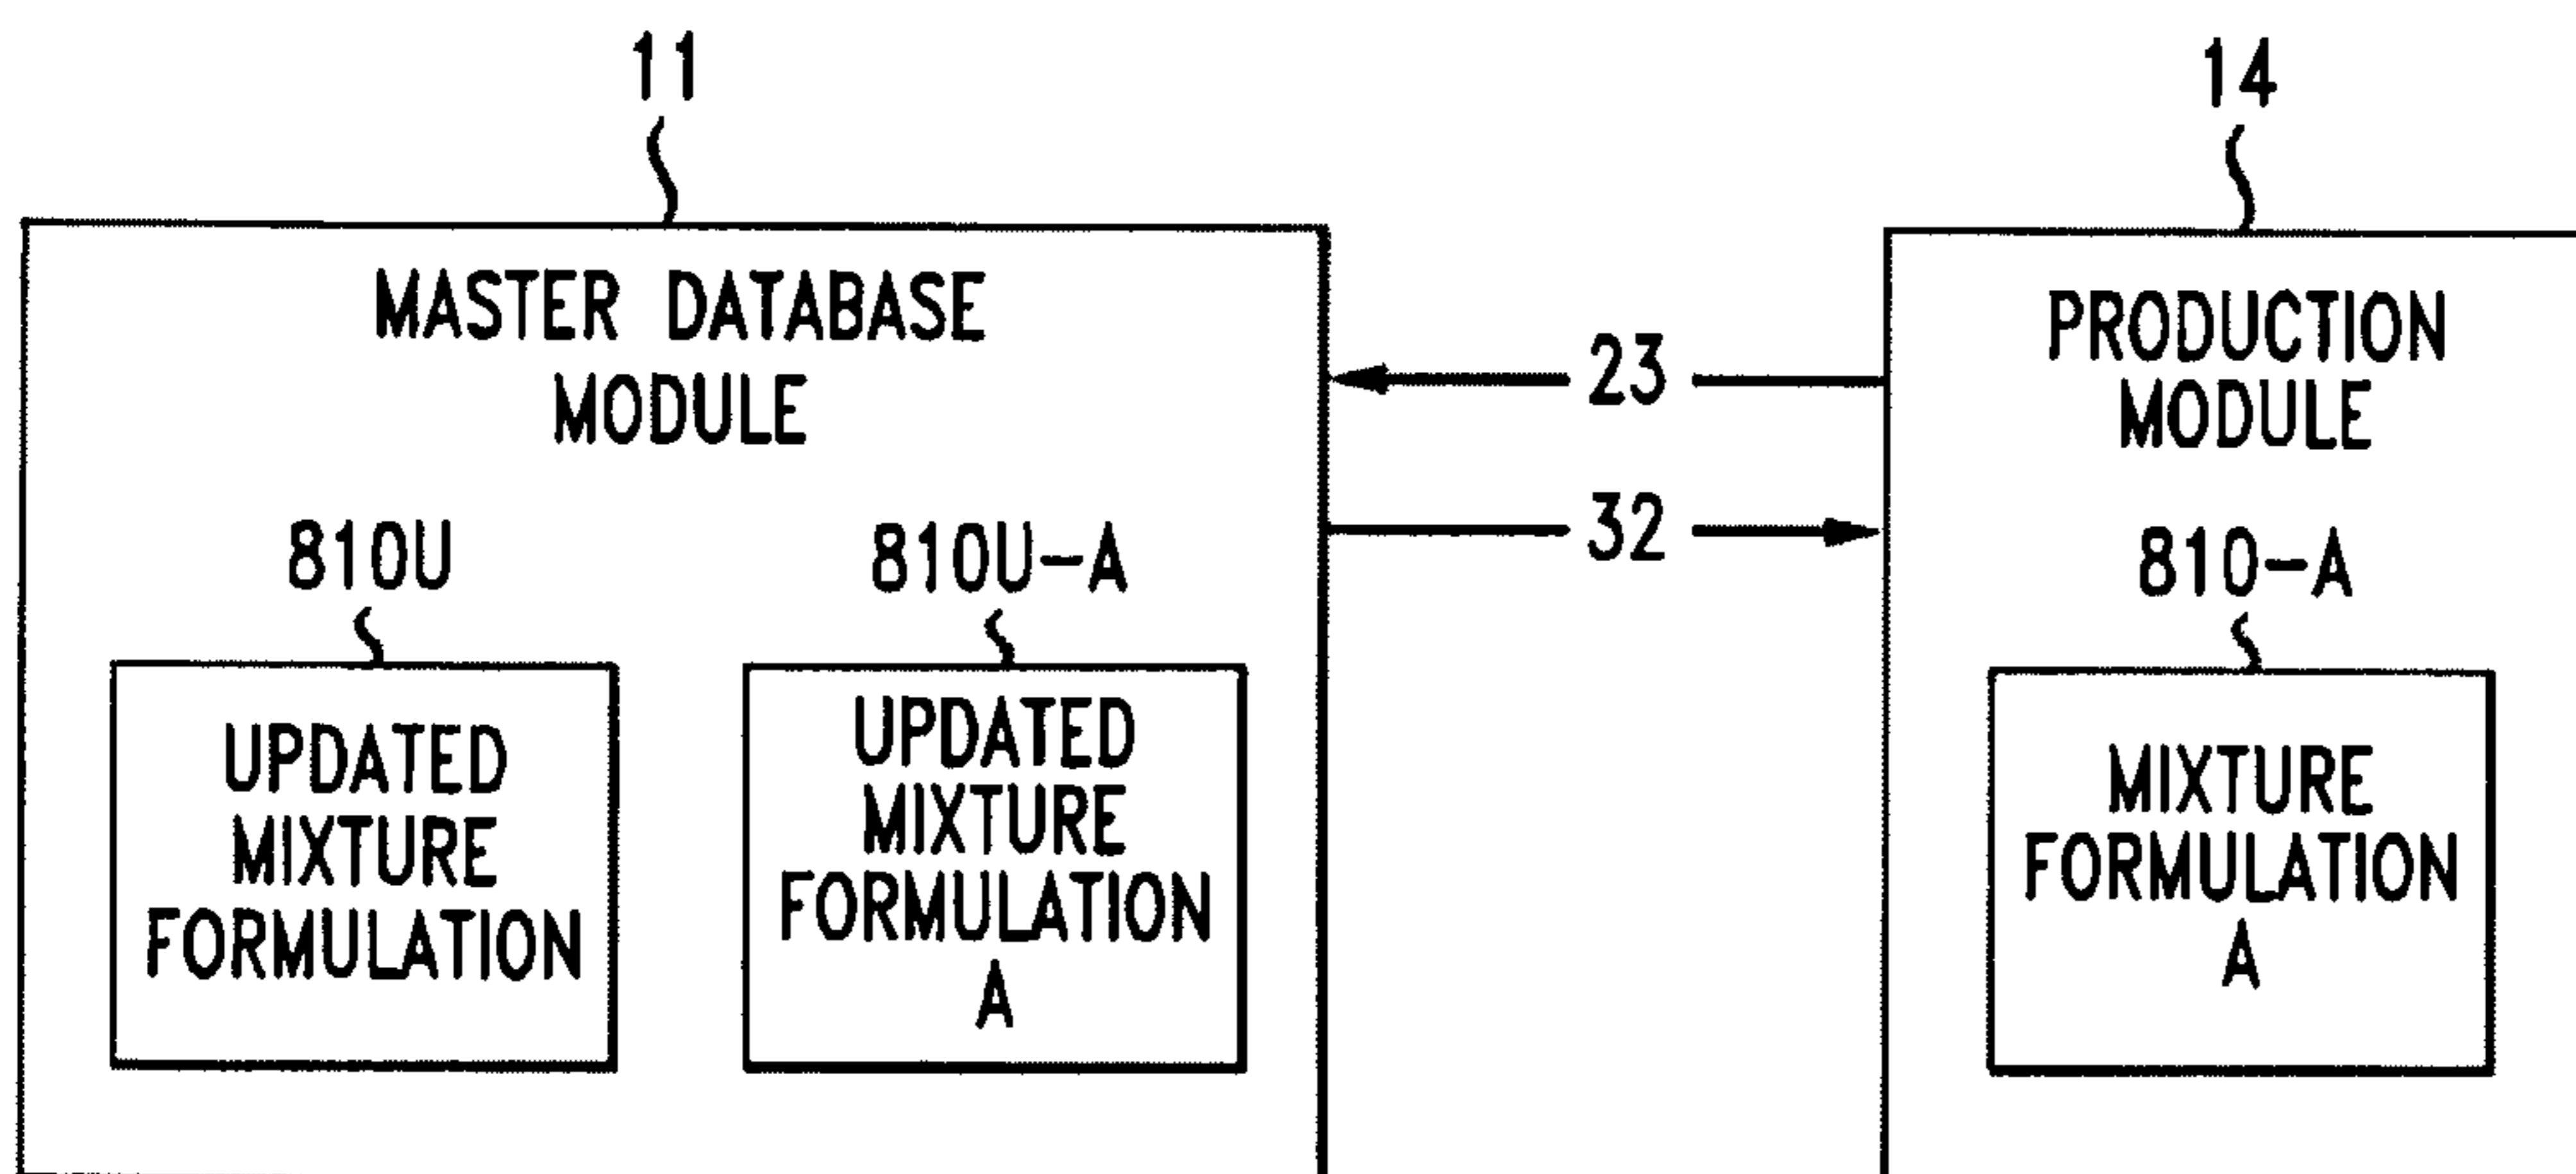 11
14
MASTER DATABASE
MODULE
PRODUCTION
MODULE
23
32
810U
810U-A
810-A
UPDATED
MIXTURE
FORMULATION
UPDATED
MIXTURE
FORMULATION
A
MIXTURE
FORMULATION
A